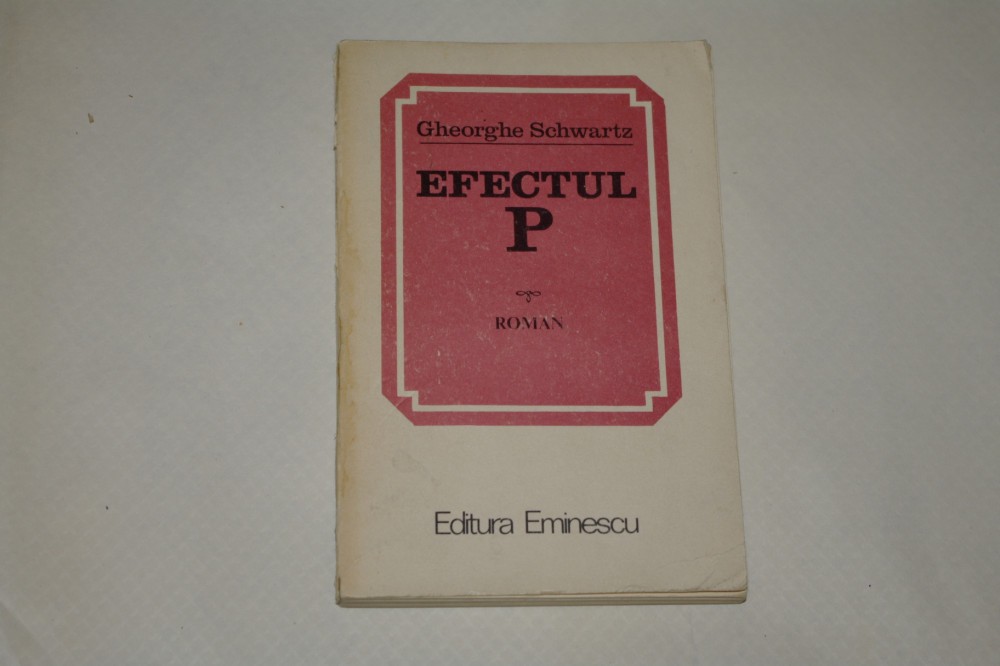 Gheorghe Schwartz
EFECTUL
P
ROMAN
Editura Eminescu